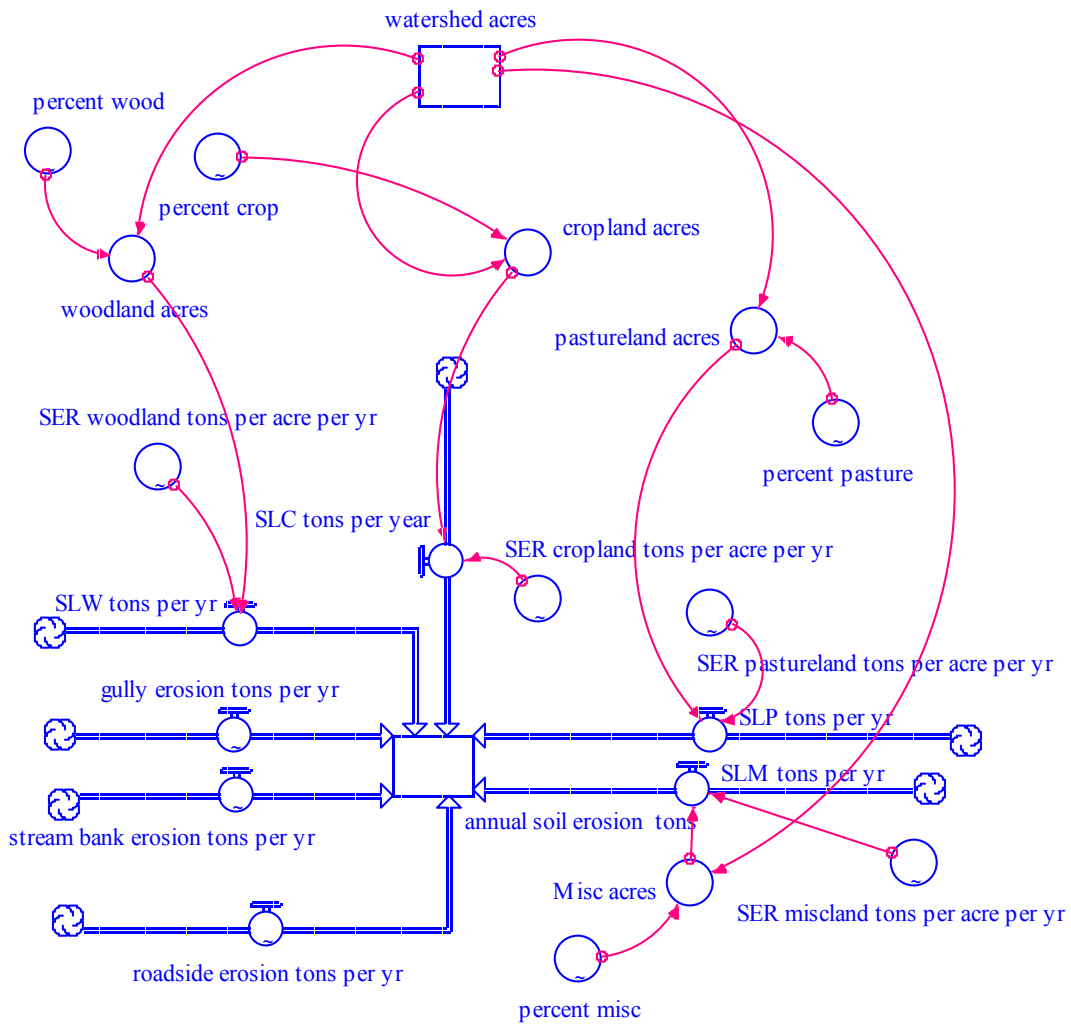 watershed acres
percent wood
percent crop
cropland acres
woodland acres
pastureland acres
SER woodland tons per acre per yr
percent pasture
SLC tons per year
SER cropland tons per acre per yr
SLW tons per yr
SER pastureland tons per acre per yr
gully erosion tons per yr
SLP tons per yr
SLM tons per yr
annual soil erosion tons
stream bank erosion tons per yr
Misc acres
SER miscland tons per acre per yr
roadside erosion tons per yr
percent misc